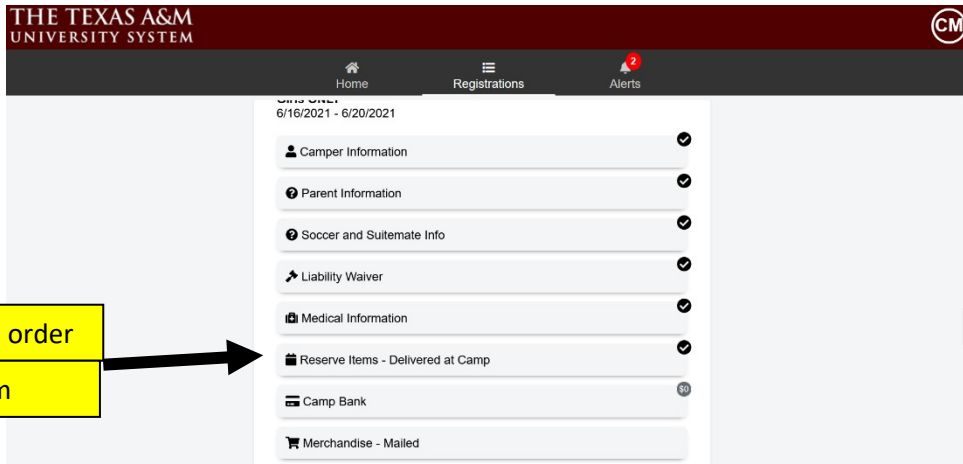 THE TEXAS A&M
UNIVERSITY SYSTEM
CM
2
Home
Registrations
Alerts
6/16/2021 - 6/20/2021
Camper Information
Parent Information
Soccer and Suitemate Info
Liability Waiver
Medical Information
order
Reserve Items - Delivered at Camp
$0
Camp Bank
Merchandise - Mailed